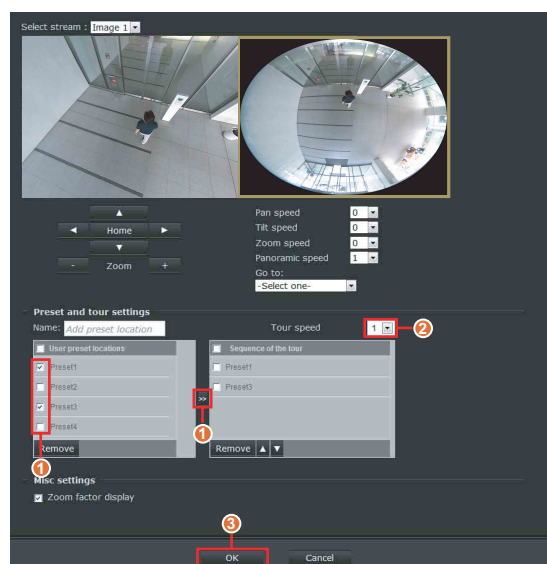 Select stream : Image 1
▲
◄ Home ►
▼
- Zoom +
Pan speed 0
Tilt speed 0
Zoom speed 0
Panoramic speed 1
Go to:
-Select one-
Preset and tour settings
Name: Add preset location
Tour speed 1 2
User preset locations
Preset1
Preset2
Preset3
Preset4
Remove
1
>>
1
Sequence of the tour
Preset1
Preset3
Remove ▲ ▼
Misc settings
Zoom factor display
3
OK Cancel